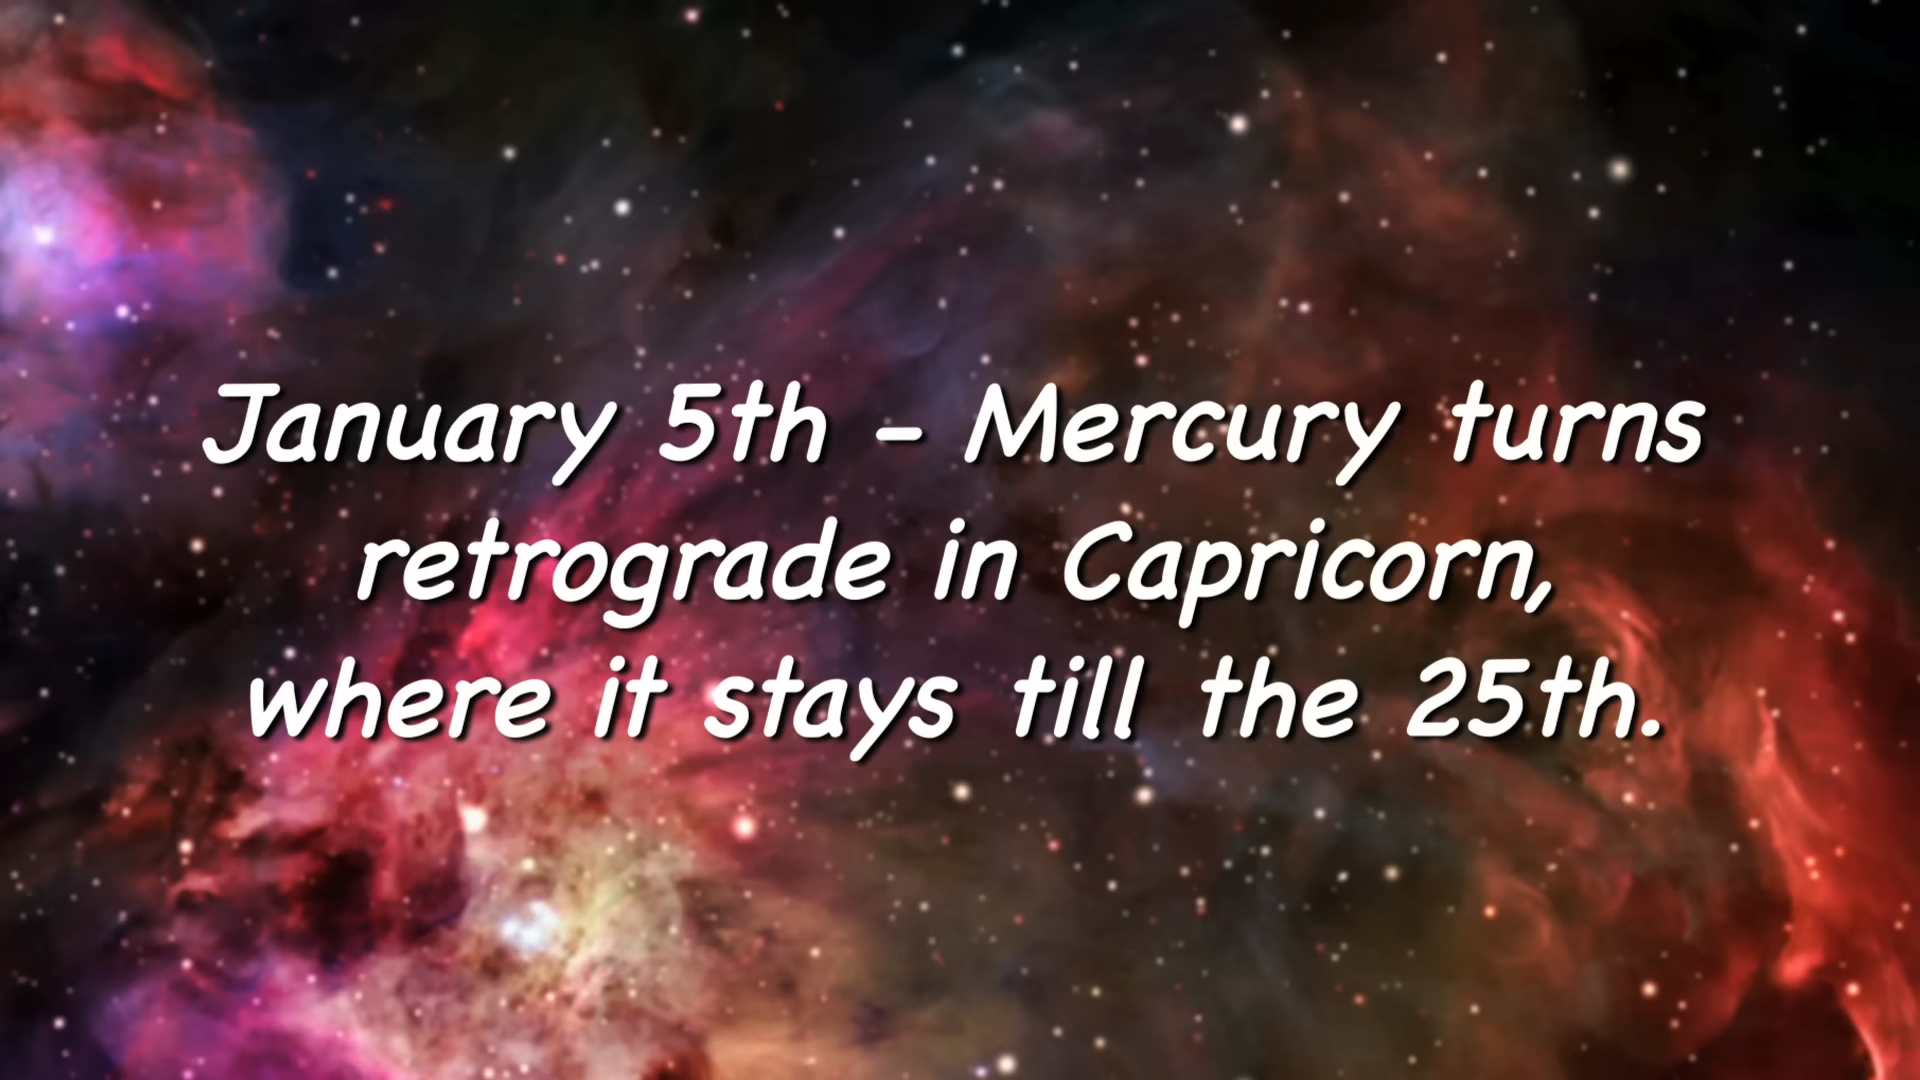 January 5th - Mercury turns
retrograde in Capricorn,
where it stays till the 25th.